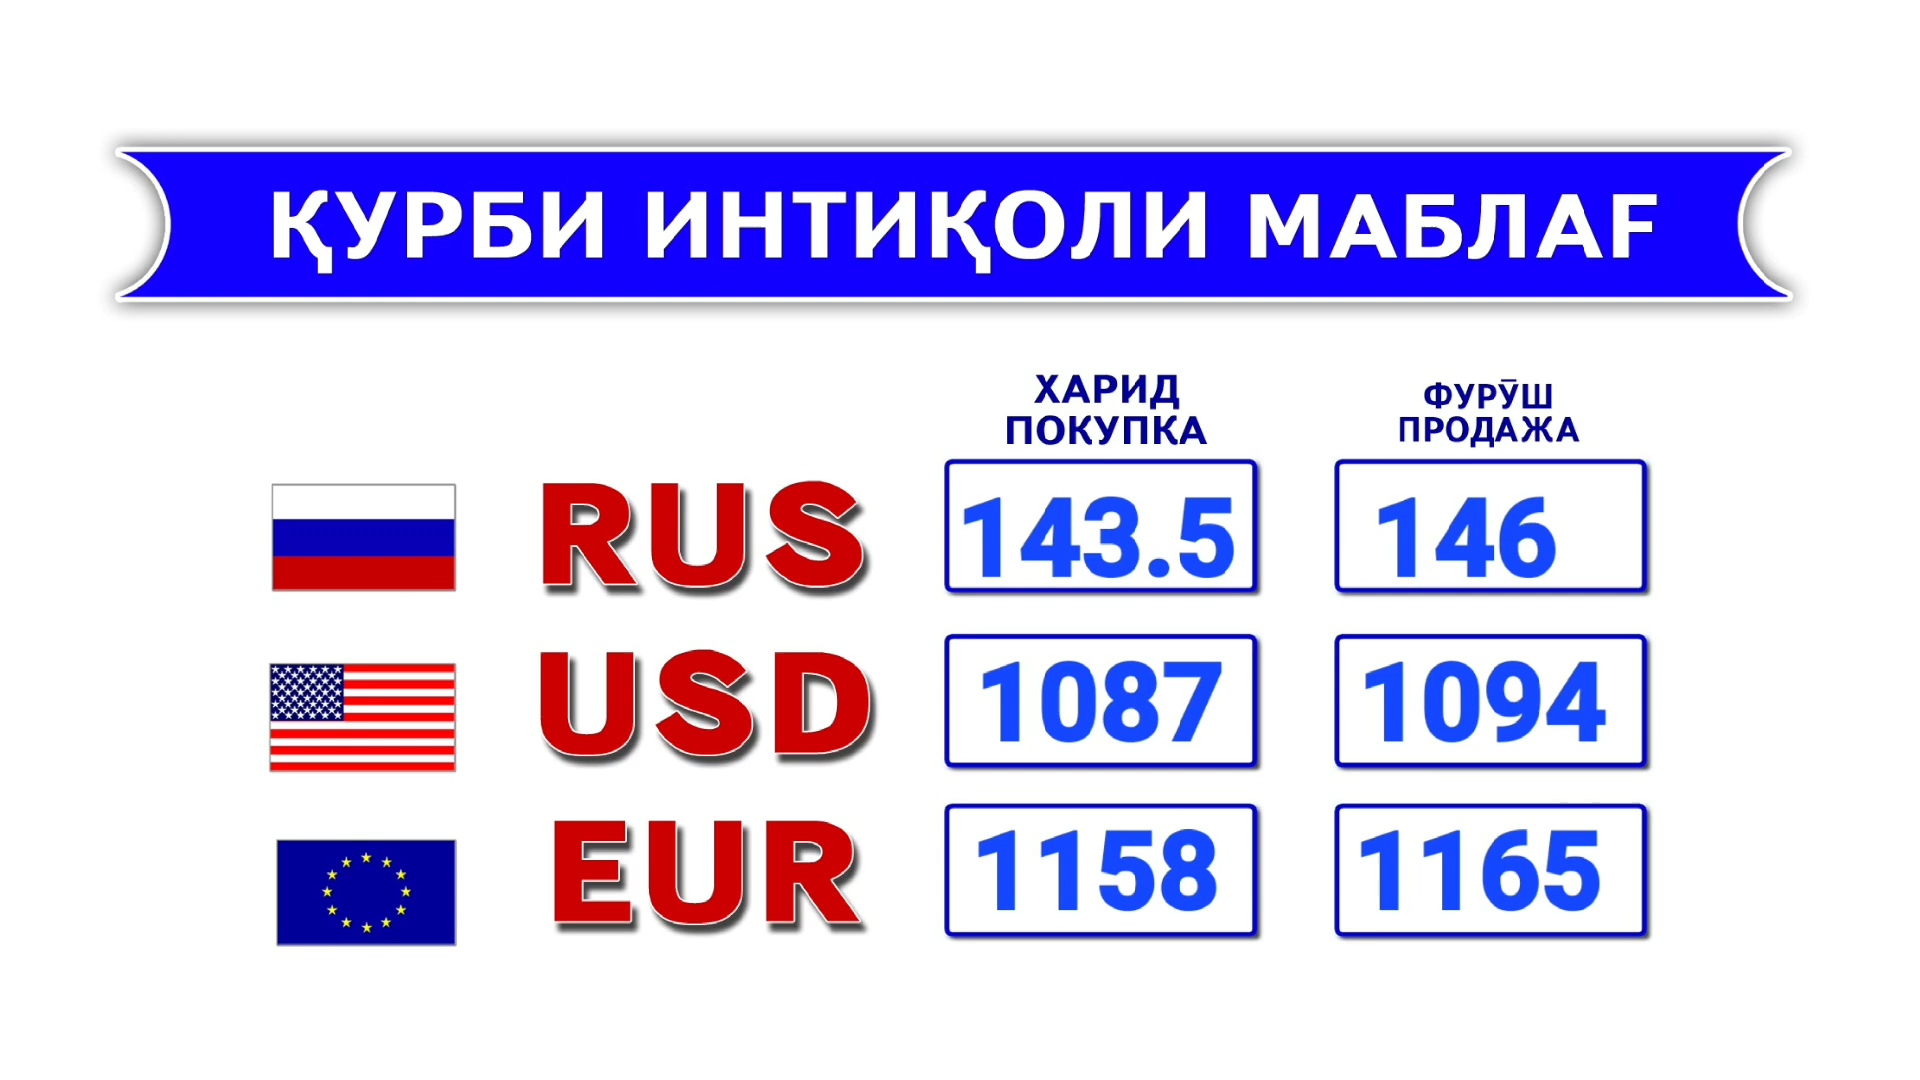 ҚУРБИ ИНТИҚОЛИ МАБЛАҒ
ХАРИД
ПОКУПКА
ФУРӮШ
ПРОДАЖА
RUS 143.5 146
USD 1087 1094
EUR 1158 1165